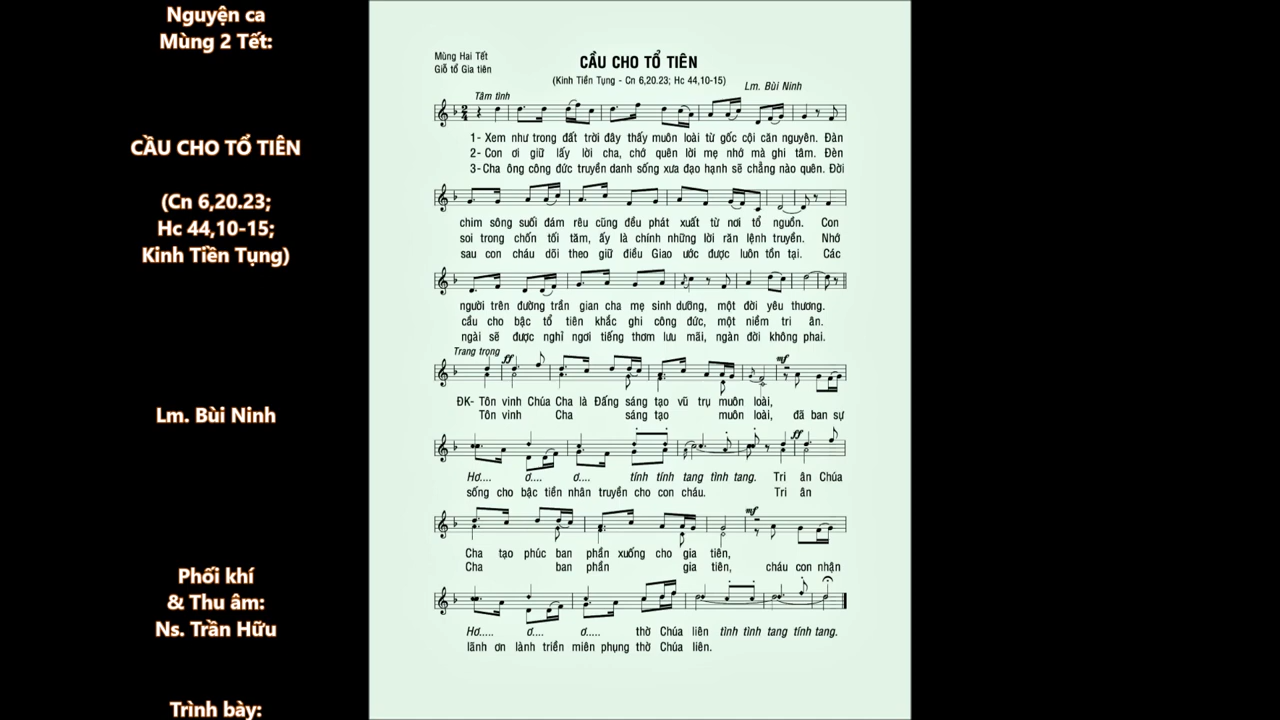 Nguyện ca
Mùng 2 Tết:
CẦU CHO TỔ TIÊN
(Cn 6,20.23;
Hc 44,10-15;
Kinh Tiền Tụng)
Lm. Bùi Ninh
Phối khí
& Thu âm:
Ns. Trần Hữu
Trình bày:
Mùng Hai Tết
Giỗ tổ Gia tiên
CẦU CHO TỔ TIÊN
(Kinh Tiền Tụng - Cn 6,20.23; Hc 44,10-15)
Lm. Bùi Ninh
Tâm tình
1- Xem như trong đất trời đây thấy muôn loài từ gốc cội căn nguyên. Đàn
2- Con ơi giữ lấy lời cha, chớ quên lời mẹ nhớ mà ghi tâm. Đèn
3- Cha ông công đức truyền danh sống xưa đạo hạnh sẽ chẳng nào quên. Đời
chim sông suối đám rêu cũng đều phát xuất từ nơi tổ nguồn. Con
soi trong chốn tối tăm, ấy là chính những lời răn lệnh truyền. Nhớ
sau con cháu dõi theo giữ điều Giao ước được luôn tồn tại. Các
người trên đường trần gian cha mẹ sinh dưỡng, một đời yêu thương.
cầu cho bậc tổ tiên khắc ghi công đức, một niềm tri ân.
ngài sẽ được nghỉ ngơi tiếng thơm lưu mãi, ngàn đời không phai.
Trang trọng ff mf
ĐK- Tôn vinh Chúa Cha là Đấng sáng tạo vũ trụ muôn loài,
Tôn vinh Cha sáng tạo muôn loài, đã ban sự
ff
Hơ.... ơ.... ơ.... tính tính tang tình tang. Tri ân Chúa
sống cho bậc tiền nhân truyền cho con cháu. Tri ân
mf
Cha tạo phúc ban phần xuống cho gia tiên,
Cha ban phần gia tiên, cháu con nhận
Hơ..... ơ.... ơ..... thờ Chúa liên tình tình tang tính tang.
lãnh ơn lành triền miên phụng thờ Chúa liên.